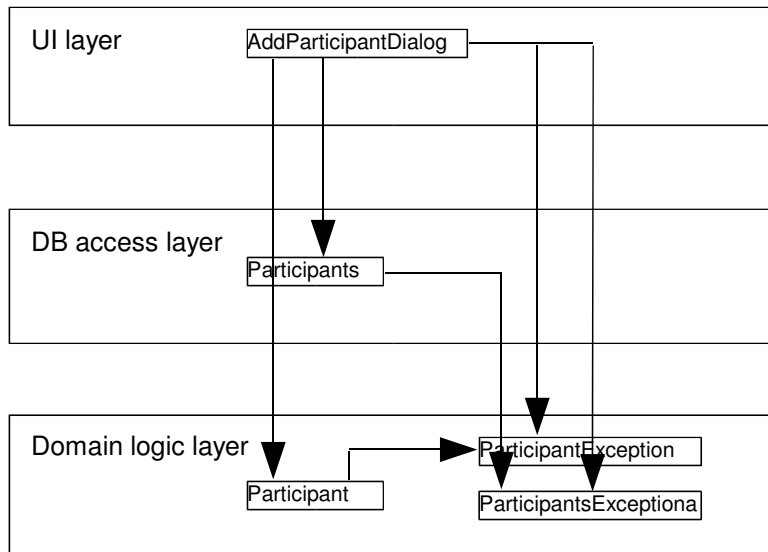 UI layer
AddParticipantDialog
DB access layer
Participants
Domain logic layer
ParticipantException
Participant
ParticipantsExceptiona